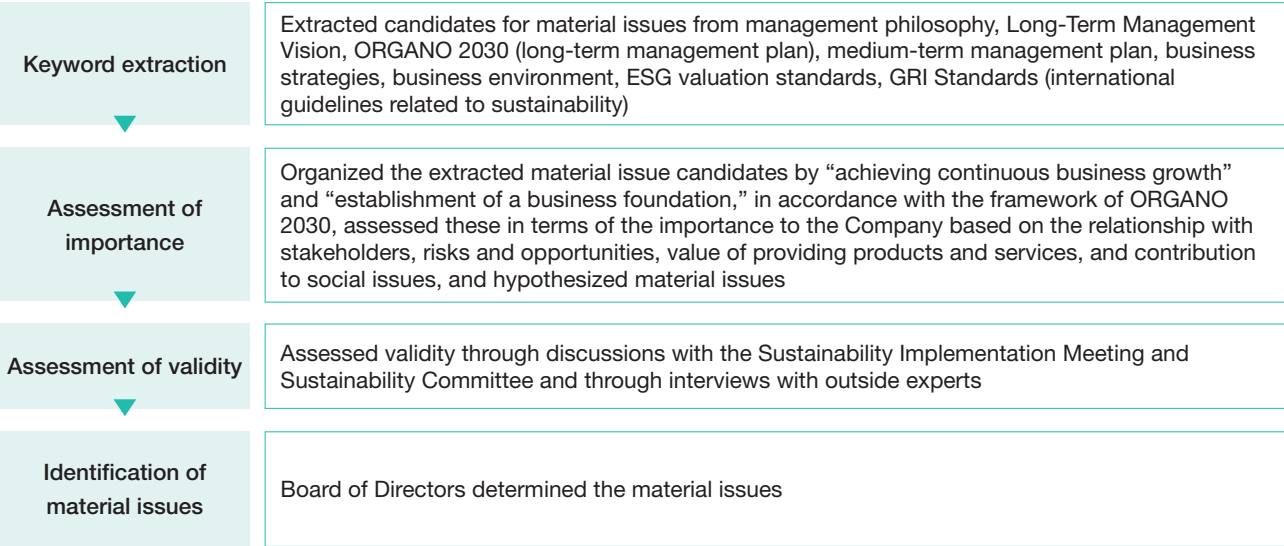 Keyword extraction
Extracted candidates for material issues from management philosophy, Long-Term Management
Vision, ORGANO 2030 (long-term management plan), medium-term management plan, business
strategies, business environment, ESG valuation standards, GRI Standards (international
guidelines related to sustainability)
Assessment of
importance
Organized the extracted material issue candidates by “achieving continuous business growth”
and “establishment of a business foundation,” in accordance with the framework of ORGANO
2030, assessed these in terms of the importance to the Company based on the relationship with
stakeholders, risks and opportunities, value of providing products and services, and contribution
to social issues, and hypothesized material issues
Assessment of validity
Assessed validity through discussions with the Sustainability Implementation Meeting and
Sustainability Committee and through interviews with outside experts
Identification of
material issues
Board of Directors determined the material issues